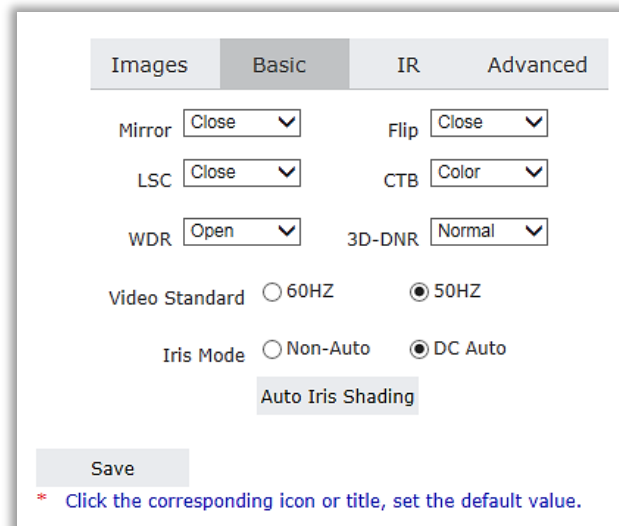 Images Basic IR Advanced
Mirror Close Flip Close
LSC Close CTB Color
WDR Open 3D-DNR Normal
Video Standard 60HZ 50HZ
Iris Mode Non-Auto DC Auto
Auto Iris Shading
Save
* Click the corresponding icon or title, set the default value.